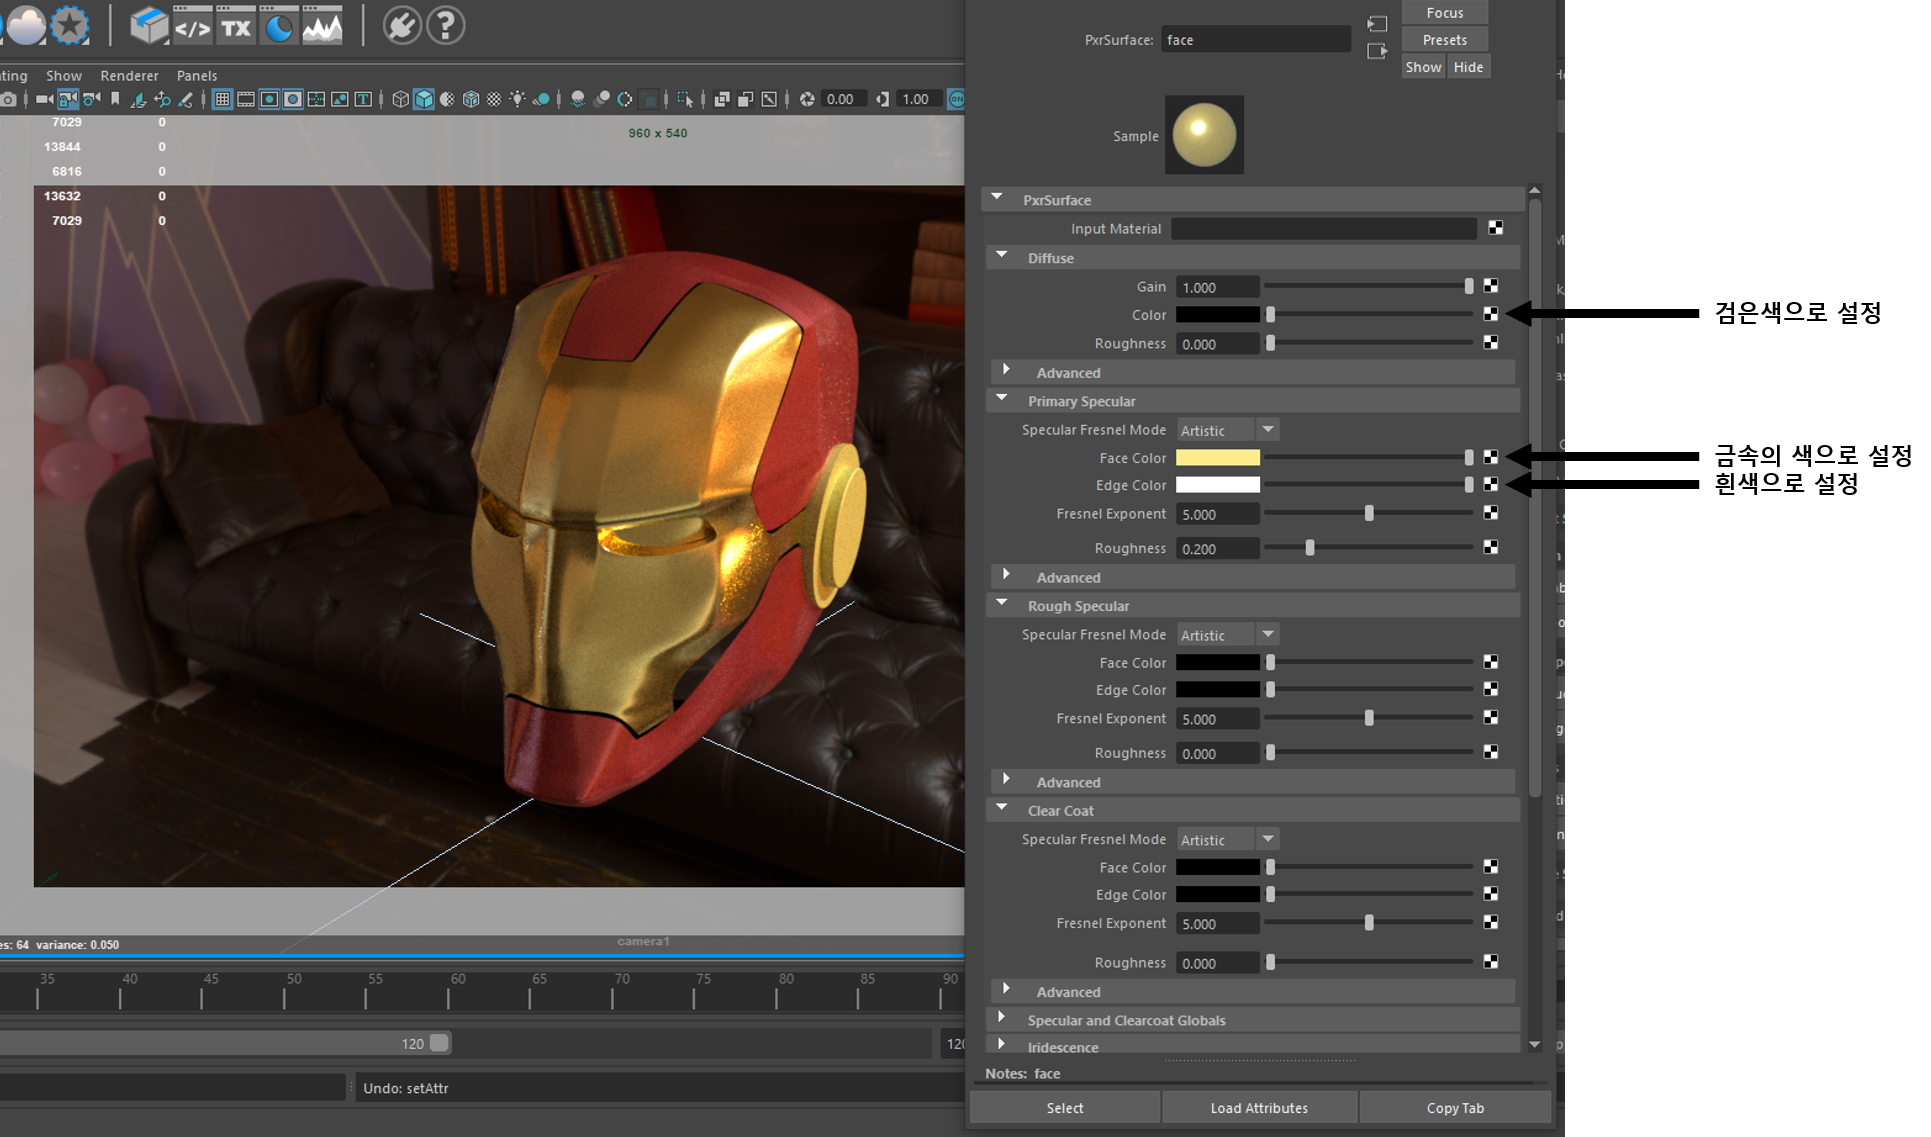 </> TX ?
Show Renderer Panels
0.00 1.00 ON
7029 0
13844 0
6816 0
13632 0
7029 0
960 x 540
camera1
64 variance: 0.050
35 40 45 50 55 60 65 70 75 80 85 90
120
Undo: setAttr
PxrSurface: face
Focus
Presets
Show Hide
Sample
PxrSurface
Input Material
Diffuse
Gain 1.000
Color
검은색으로 설정
Roughness 0.000
Advanced
Primary Specular
Specular Fresnel Mode Artistic
Face Color
금속의 색으로 설정
Edge Color
흰색으로 설정
Fresnel Exponent 5.000
Roughness 0.200
Advanced
Rough Specular
Specular Fresnel Mode Artistic
Face Color
Edge Color
Fresnel Exponent 5.000
Roughness 0.000
Advanced
Clear Coat
Specular Fresnel Mode Artistic
Face Color
Edge Color
Fresnel Exponent 5.000
Roughness 0.000
Advanced
Specular and Clearcoat Globals
Iridescence
Notes: face
Select Load Attributes Copy Tab